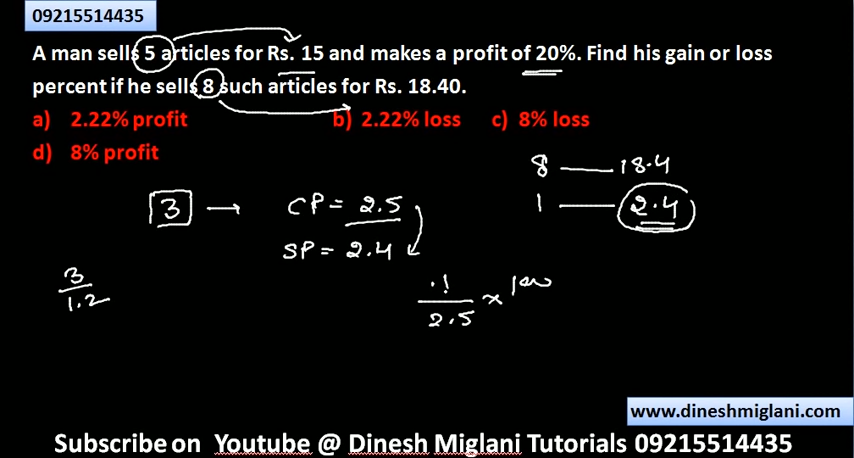 09215514435
A man sells 5 articles for Rs. 15 and makes a profit of 20%. Find his gain or loss
percent if he sells 8 such articles for Rs. 18.40.
a) 2.22% profit b) 2.22% loss c) 8% loss
d) 8% profit
8 — 18.4
1 — 2.4
3 → CP = 2.5
SP = 2.4
3/1.2
.1/2.5 × 100
www.dineshmiglani.com
Subscribe on Youtube @ Dinesh Miglani Tutorials 09215514435